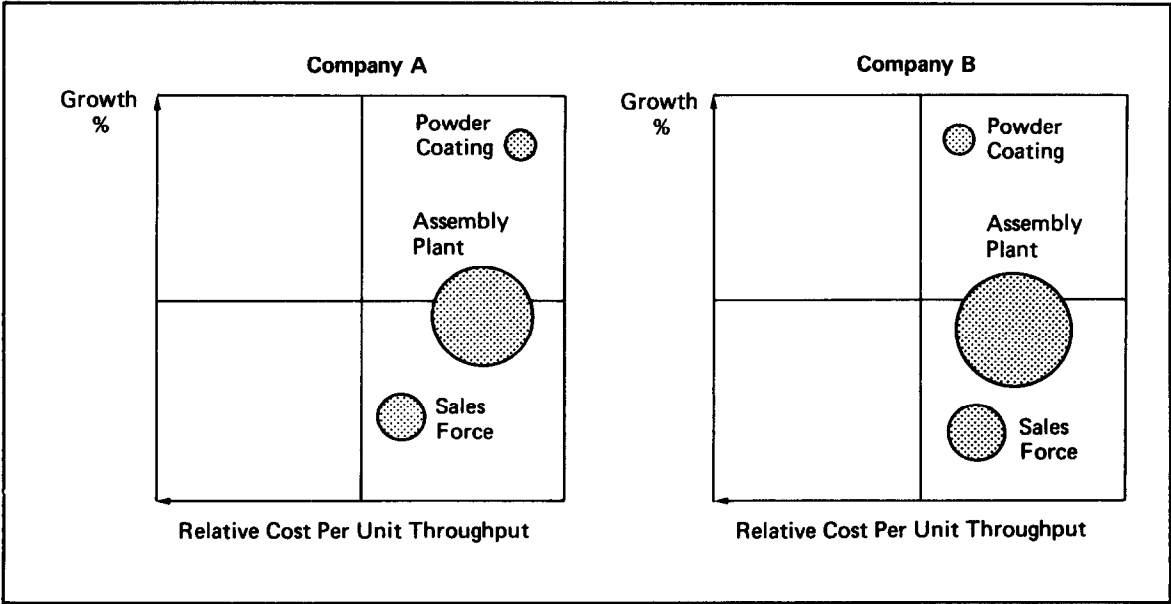 Company A
Growth
%
Powder
Coating
Assembly
Plant
Sales
Force
Relative Cost Per Unit Throughput
Company B
Growth
%
Powder
Coating
Assembly
Plant
Sales
Force
Relative Cost Per Unit Throughput